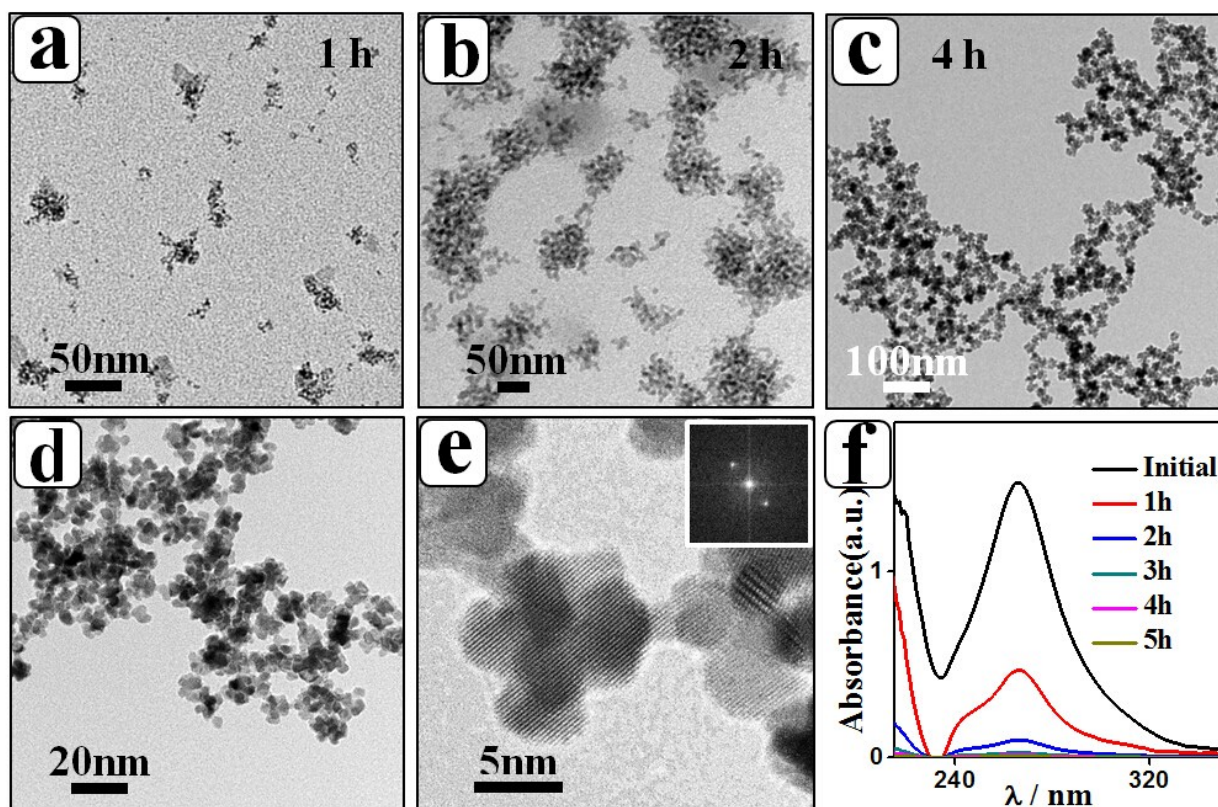 a
1 h
b
2 h
c
4 h
50nm
50nm
100nm
d
e
f
20nm
5nm
Absorbance(a.u.)
1
0
240
320
λ / nm
Initial
1h
2h
3h
4h
5h